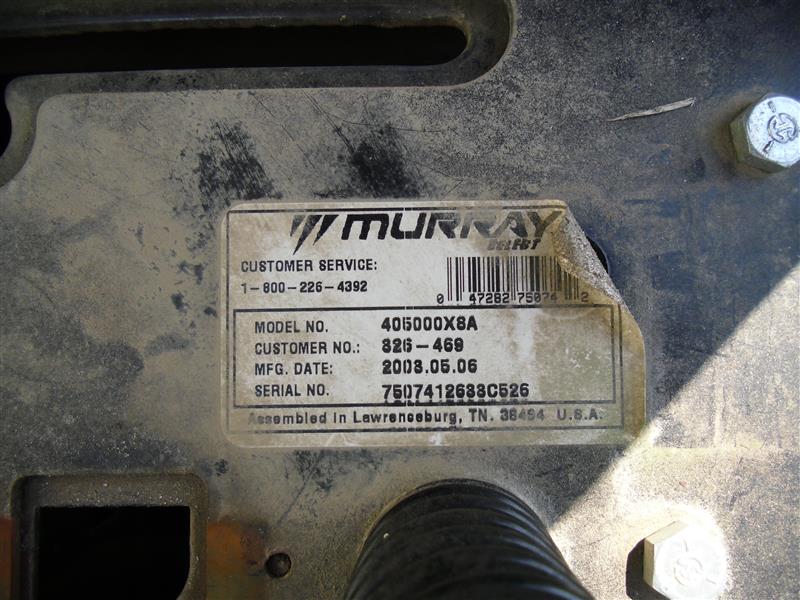 MURRAY
SELECT
CUSTOMER SERVICE:
1-800-226-4392
0 47282 75074 2
MODEL NO. 405000X8A
CUSTOMER NO.: 326-469
MFG. DATE: 2003.05.06
SERIAL NO. 7507412633C526
Assembled in Lawrenceburg, TN. 38464 U.S.A.